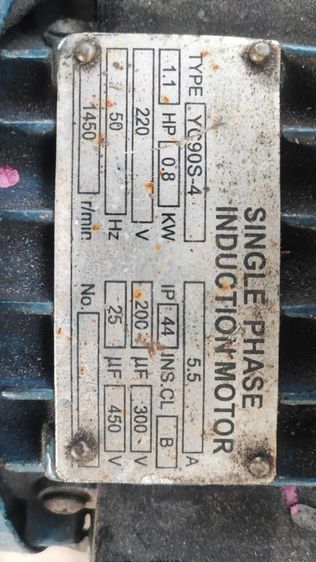 SINGLE PHASE
INDUCTION MOTOR
TYPE YC90S-4 5.5 A
1.1 HP 0.8 KW IP 44 INS.CL B
220 V 200 µF 300 V
50 Hz 25 µF 450 V
1450 r/min No.